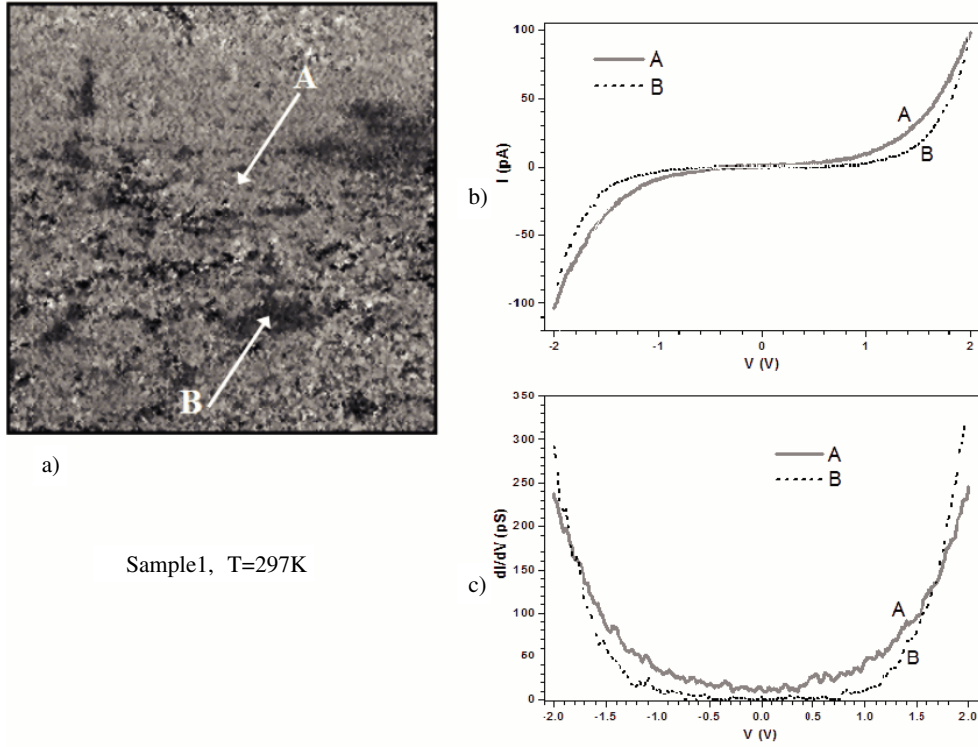 A
B
a)
Sample1, T=297K
b)
I (pA)
100
50
0
-50
-100
A
B
A
B
-2 -1 0 1 2
V (V)
c)
dI/dV (pS)
350
300
250
200
150
100
50
0
A
B
A
B
-2.0 -1.5 -1.0 -0.5 0.0 0.5 1.0 1.5 2.0
V (V)